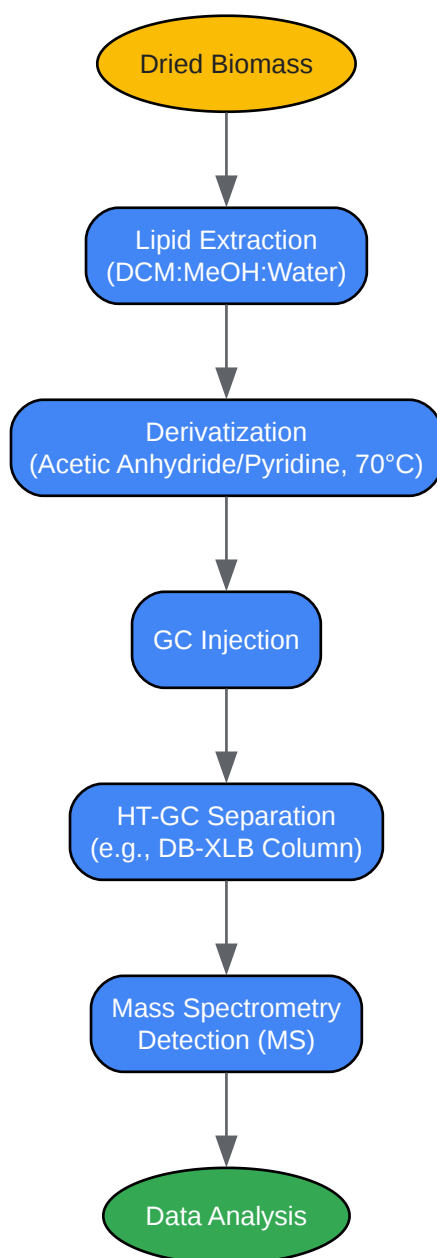 Dried Biomass
Lipid Extraction
(DCM:MeOH:Water)
Derivatization
(Acetic Anhydride/Pyridine, 70°C)
GC Injection
HT-GC Separation
(e.g., DB-XLB Column)
Mass Spectrometry
Detection (MS)
Data Analysis